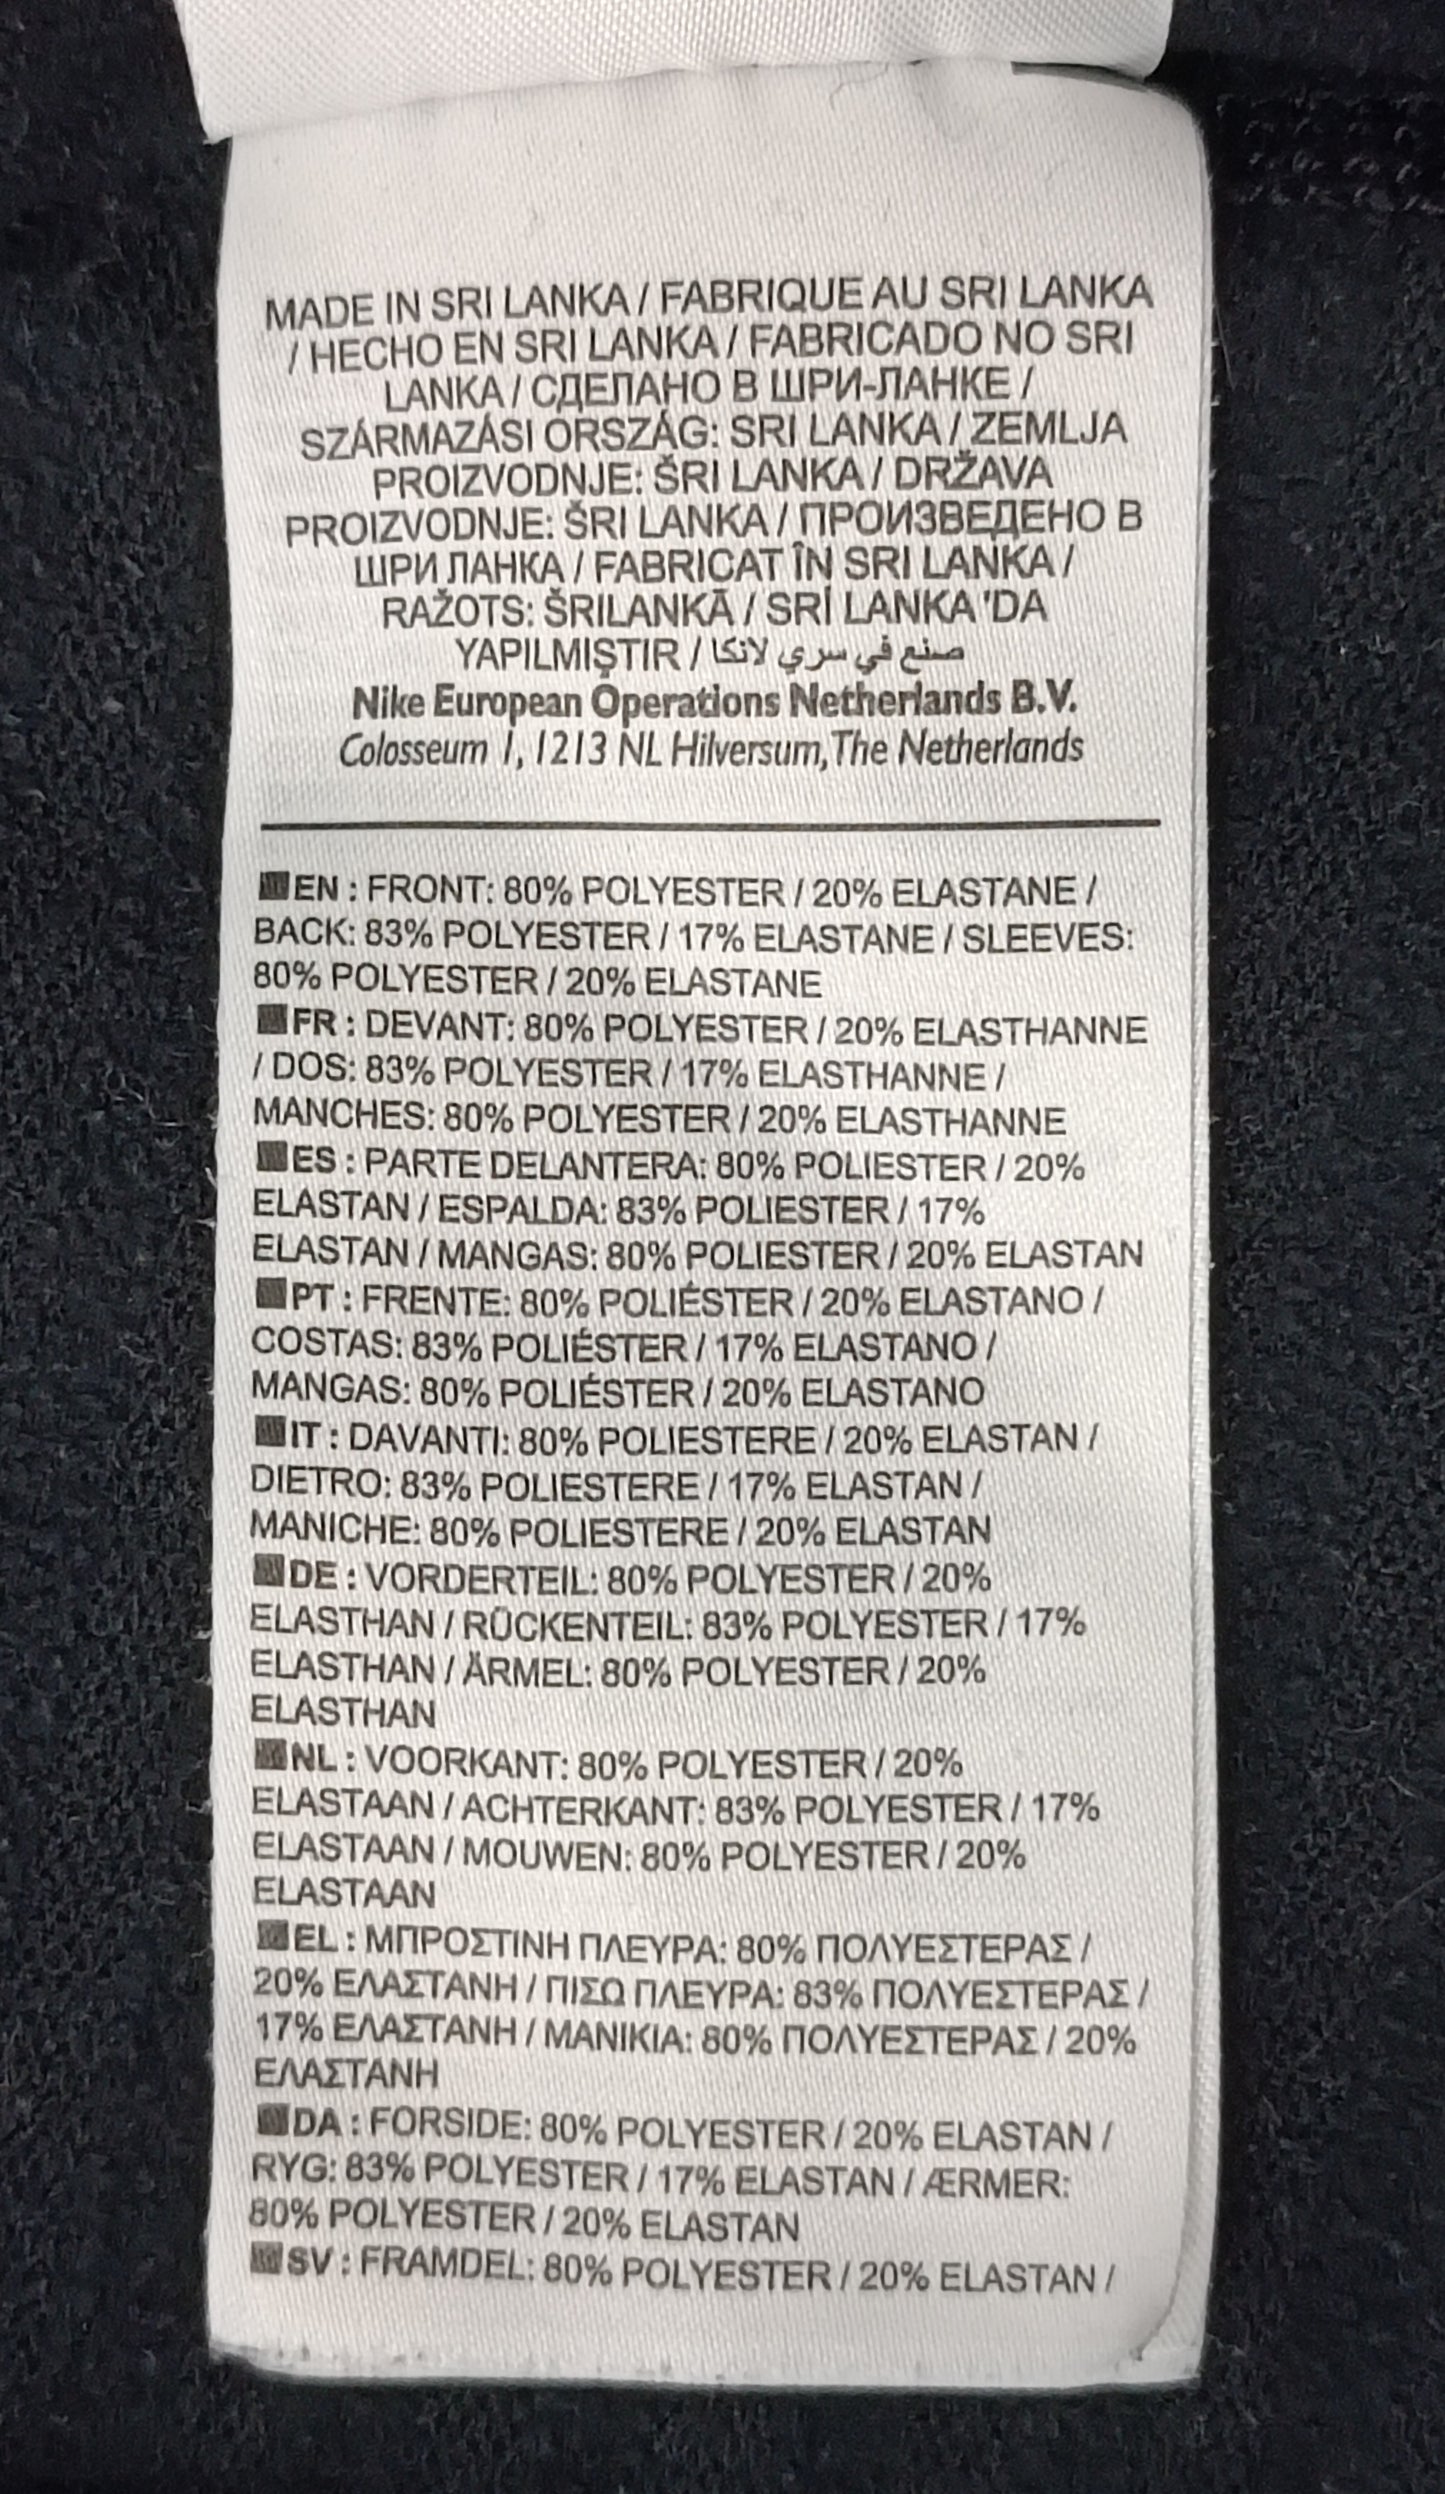 MADE IN SRI LANKA / FABRIQUE AU SRI LANKA
/ HECHO EN SRI LANKA / FABRICADO NO SRI
LANKA / СДЕЛАНО В ШРИ-ЛАНКЕ /
SZÁRMAZÁSI ORSZÁG: SRI LANKA / ZEMLJA
PROIZVODNJE: ŠRI LANKA / DRŽAVA
PROIZVODNJE: ŠRI LANKA / ПРОИЗВЕДЕНО В
ШРИ ЛАНКА / FABRICAT ÎN SRI LANKA /
RAŽOTS: ŠRILANKĀ / SRİ LANKA 'DA
YAPILMIŞTIR / صنع في سري لانكا
Nike European Operations Netherlands B.V.
Colosseum 1, 1213 NL Hilversum, The Netherlands
EN : FRONT: 80% POLYESTER / 20% ELASTANE /
BACK: 83% POLYESTER / 17% ELASTANE / SLEEVES:
80% POLYESTER / 20% ELASTANE
FR : DEVANT: 80% POLYESTER / 20% ELASTHANNE
/ DOS: 83% POLYESTER / 17% ELASTHANNE /
MANCHES: 80% POLYESTER / 20% ELASTHANNE
ES : PARTE DELANTERA: 80% POLIESTER / 20%
ELASTAN / ESPALDA: 83% POLIESTER / 17%
ELASTAN / MANGAS: 80% POLIESTER / 20% ELASTAN
PT : FRENTE: 80% POLIÉSTER / 20% ELASTANO /
COSTAS: 83% POLIÉSTER / 17% ELASTANO /
MANGAS: 80% POLIÉSTER / 20% ELASTANO
IT : DAVANTI: 80% POLIESTERE / 20% ELASTAN /
DIETRO: 83% POLIESTERE / 17% ELASTAN /
MANICHE: 80% POLIESTERE / 20% ELASTAN
DE : VORDERTEIL: 80% POLYESTER / 20%
ELASTHAN / RÜCKENTEIL: 83% POLYESTER / 17%
ELASTHAN / ÄRMEL: 80% POLYESTER / 20%
ELASTHAN
NL : VOORKANT: 80% POLYESTER / 20%
ELASTAAN / ACHTERKANT: 83% POLYESTER / 17%
ELASTAAN / MOUWEN: 80% POLYESTER / 20%
ELASTAAN
EL : ΜΠΡΟΣΤΙΝΗ ΠΛΕΥΡΑ: 80% ΠΟΛΥΕΣΤΕΡΑΣ /
20% ΕΛΑΣΤΑΝΗ / ΠΙΣΩ ΠΛΕΥΡΑ: 83% ΠΟΛΥΕΣΤΕΡΑΣ /
17% ΕΛΑΣΤΑΝΗ / ΜΑΝΙΚΙΑ: 80% ΠΟΛΥΕΣΤΕΡΑΣ / 20%
ΕΛΑΣΤΑΝΗ
DA : FORSIDE: 80% POLYESTER / 20% ELASTAN /
RYG: 83% POLYESTER / 17% ELASTAN / ÆRMER:
80% POLYESTER / 20% ELASTAN
SV : FRAMDEL: 80% POLYESTER / 20% ELASTAN /